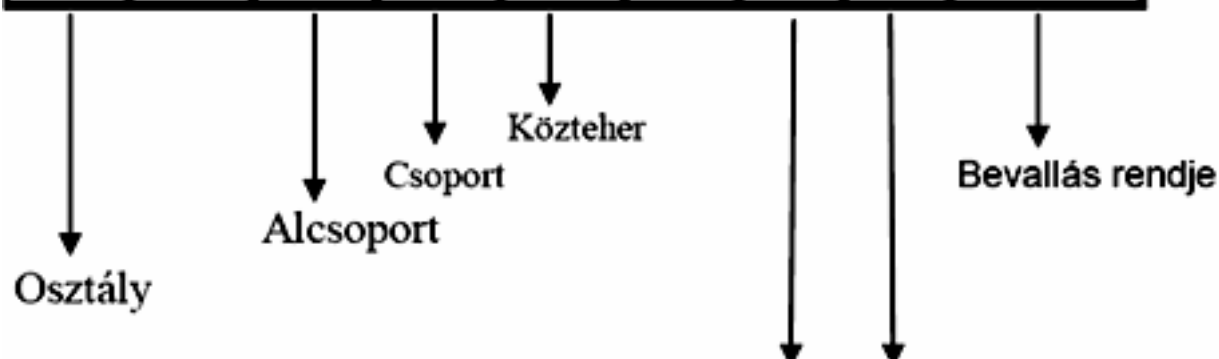 Közteher
Csoport
Bevallás rendje
Alcsoport
Osztály